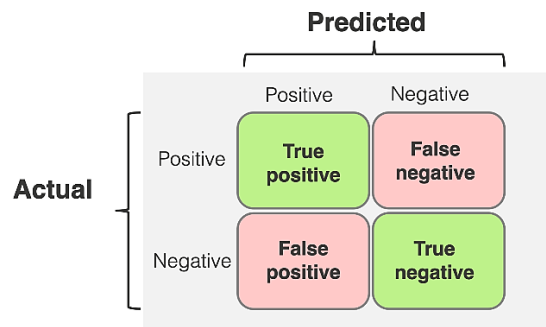 Predicted
Positive Negative
Positive
True
positive
False
negative
Actual
Negative
False
positive
True
negative